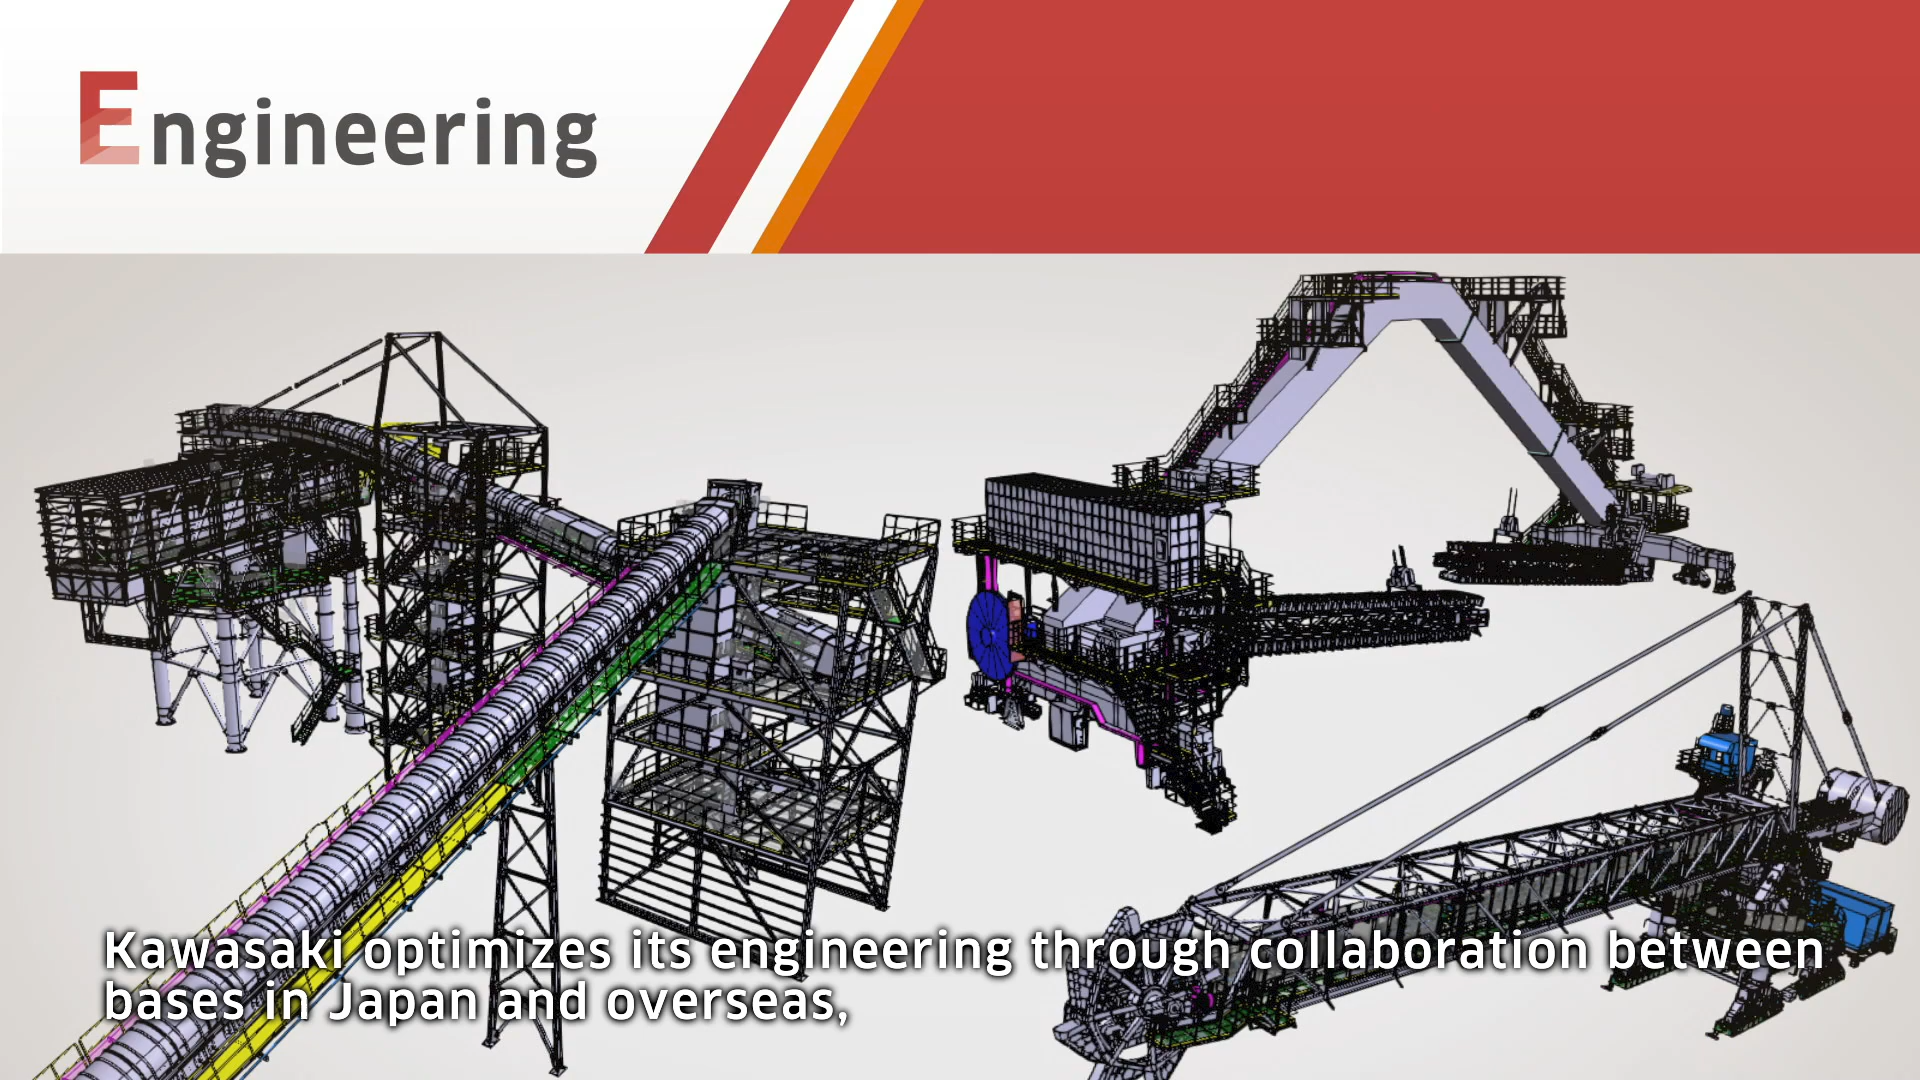 Engineering
Kawasaki optimizes its engineering through collaboration between
bases in Japan and overseas,